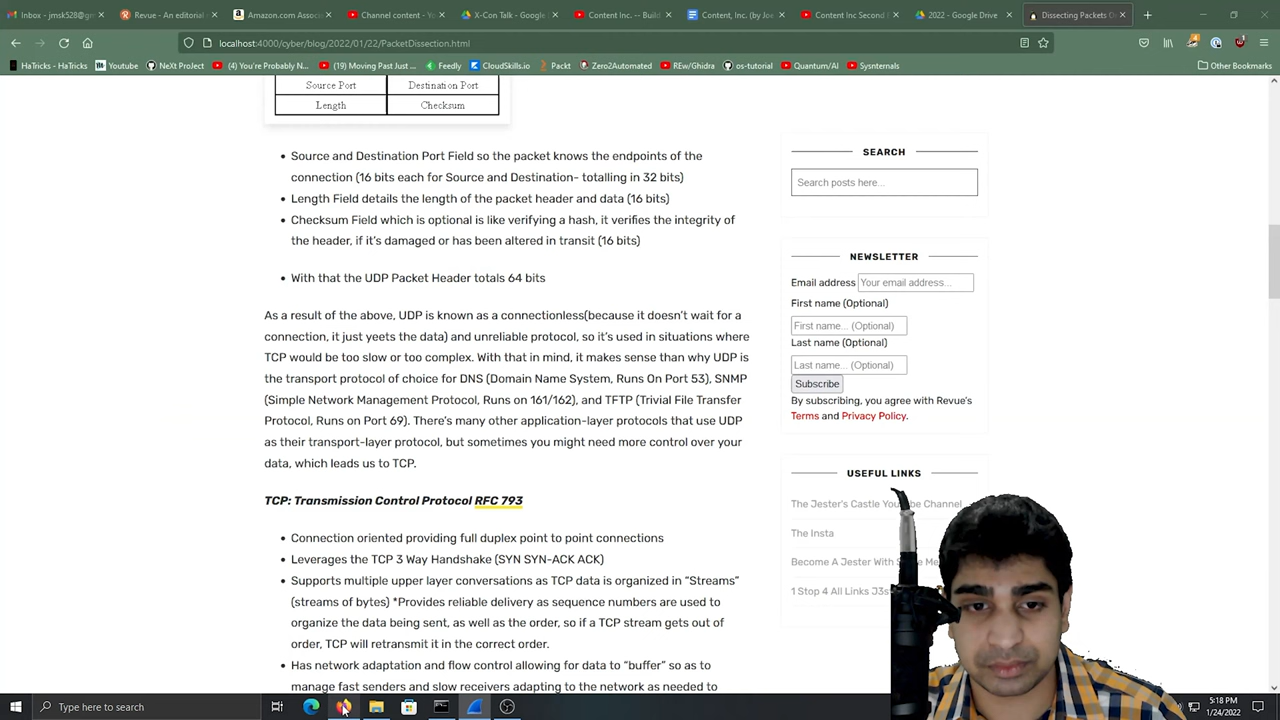 Inbox - jmsk528@gm
Revue - An editorial
Amazon.com Associ
Channel content - Y
X-Con Talk - Google
Content Inc. -- Build
Content, Inc. (by Joe
Content Inc Second
2022 - Google Drive
Dissecting Packets D
localhost:4000/cyber/blog/2022/01/22/PacketDissection.html
HaTricks - HaTricks
Youtube
NeXt Project
(4) You're Probably N...
(19) Moving Past Just ...
Feedly
CloudSkills.io
Packt
Zero2Automated
REw/Ghidra
os-tutorial
Quantum/AI
Sysnternals
Other Bookmarks
Source Port Destination Port
Length Checksum
Source and Destination Port Field so the packet knows the endpoints of the
connection (16 bits each for Source and Destination- totalling in 32 bits)
Length Field details the length of the packet header and data (16 bits)
Checksum Field which is optional is like verifying a hash, it verifies the integrity of
the header, if it's damaged or has been altered in transit (16 bits)
With that the UDP Packet Header totals 64 bits
As a result of the above, UDP is known as a connectionless(because it doesn't wait for a
connection, it just yeets the data) and unreliable protocol, so it's used in situations where
TCP would be too slow or too complex. With that in mind, it makes sense than why UDP is
the transport protocol of choice for DNS (Domain Name System, Runs On Port 53), SNMP
(Simple Network Management Protocol, Runs on 161/162), and TFTP (Trivial File Transfer
Protocol, Runs on Port 69). There's many other application-layer protocols that use UDP
as their transport-layer protocol, but sometimes you might need more control over your
data, which leads us to TCP.
TCP: Transmission Control Protocol RFC 793
Connection oriented providing full duplex point to point connections
Leverages the TCP 3 Way Handshake (SYN SYN-ACK ACK)
Supports multiple upper layer conversations as TCP data is organized in "Streams"
(streams of bytes) *Provides reliable delivery as sequence numbers are used to
organize the data being sent, as well as the order, so if a TCP stream gets out of
order, TCP will retransmit it in the correct order.
Has network adaptation and flow control allowing for data to "buffer" so as to
manage fast senders and slow receivers adapting to the network as needed to
SEARCH
Search posts here...
NEWSLETTER
Email address Your email address...
First name (Optional)
First name... (Optional)
Last name (Optional)
Last name... (Optional)
Subscribe
By subscribing, you agree with Revue's
Terms and Privacy Policy.
USEFUL LINKS
The Jester's Castle YouTube Channel
The Insta
Become A Jester With
1 Stop 4 All Links
Type here to search
5:18 PM
1/24/2022